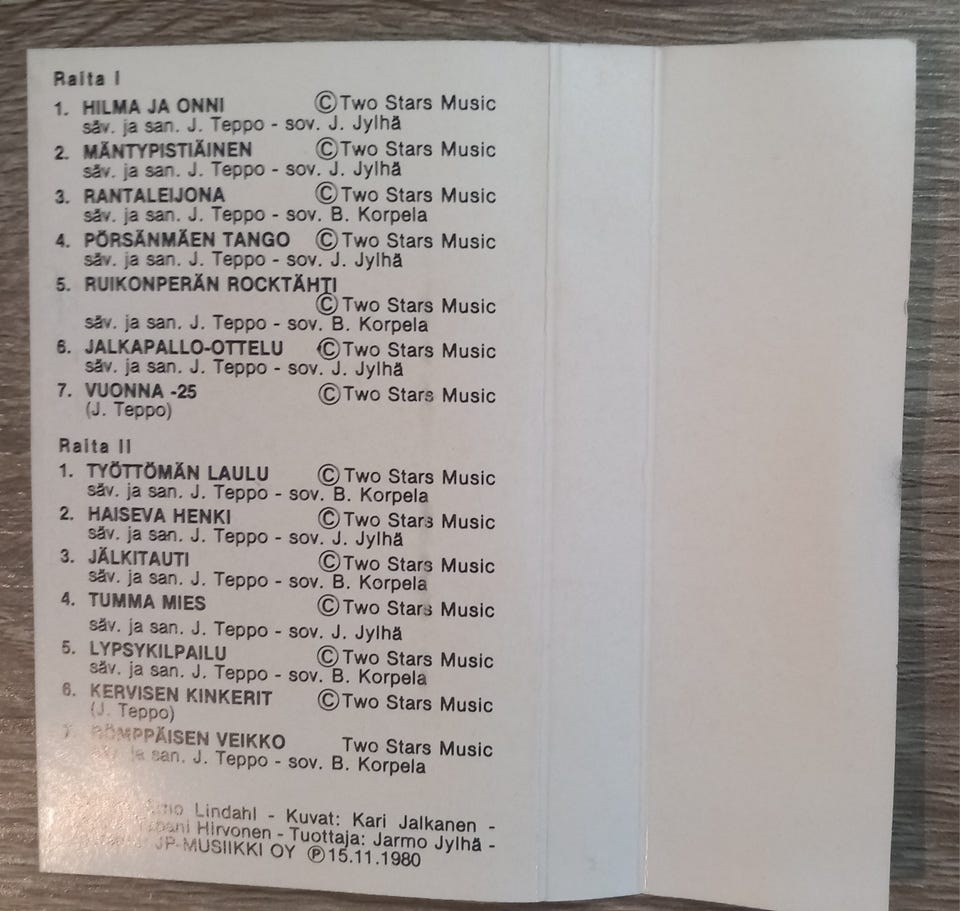 Raita I
1. HILMA JA ONNI ©Two Stars Music
säv. ja san. J. Teppo - sov. J. Jylhä
2. MÄNTYPISTIÄINEN ©Two Stars Music
säv. ja san. J. Teppo - sov. J. Jylhä
3. RANTALEIJONA ©Two Stars Music
säv. ja san. J. Teppo - sov. B. Korpela
4. PÖRSÄNMÄEN TANGO ©Two Stars Music
säv. ja san. J. Teppo - sov. J. Jylhä
5. RUIKONPERÄN ROCKTÄHTI
©Two Stars Music
säv. ja san. J. Teppo - sov. B. Korpela
6. JALKAPALLO-OTTELU ©Two Stars Music
säv. ja san. J. Teppo - sov. J. Jylhä
7. VUONNA -25 ©Two Stars Music
(J. Teppo)
Raita II
1. TYÖTTÖMÄN LAULU ©Two Stars Music
säv. ja san. J. Teppo - sov. B. Korpela
2. HAISEVA HENKI ©Two Stars Music
säv. ja san. J. Teppo - sov. J. Jylhä
3. JÄLKITAUTI ©Two Stars Music
säv. ja san. J. Teppo - sov. B. Korpela
4. TUMMA MIES ©Two Stars Music
säv. ja san. J. Teppo - sov. J. Jylhä
5. LYPSYKILPAILU ©Two Stars Music
säv. ja san. J. Teppo - sov. B. Korpela
6. KERVISEN KINKERIT ©Two Stars Music
(J. Teppo)
7. RÖMPPÄISEN VEIKKO Two Stars Music
säv. ja san. J. Teppo - sov. B. Korpela
Lindahl - Kuvat: Kari Jalkanen -
Hirvonen - Tuottaja: Jarmo Jylhä -
JP-MUSIIKKI OY ℗15.11.1980